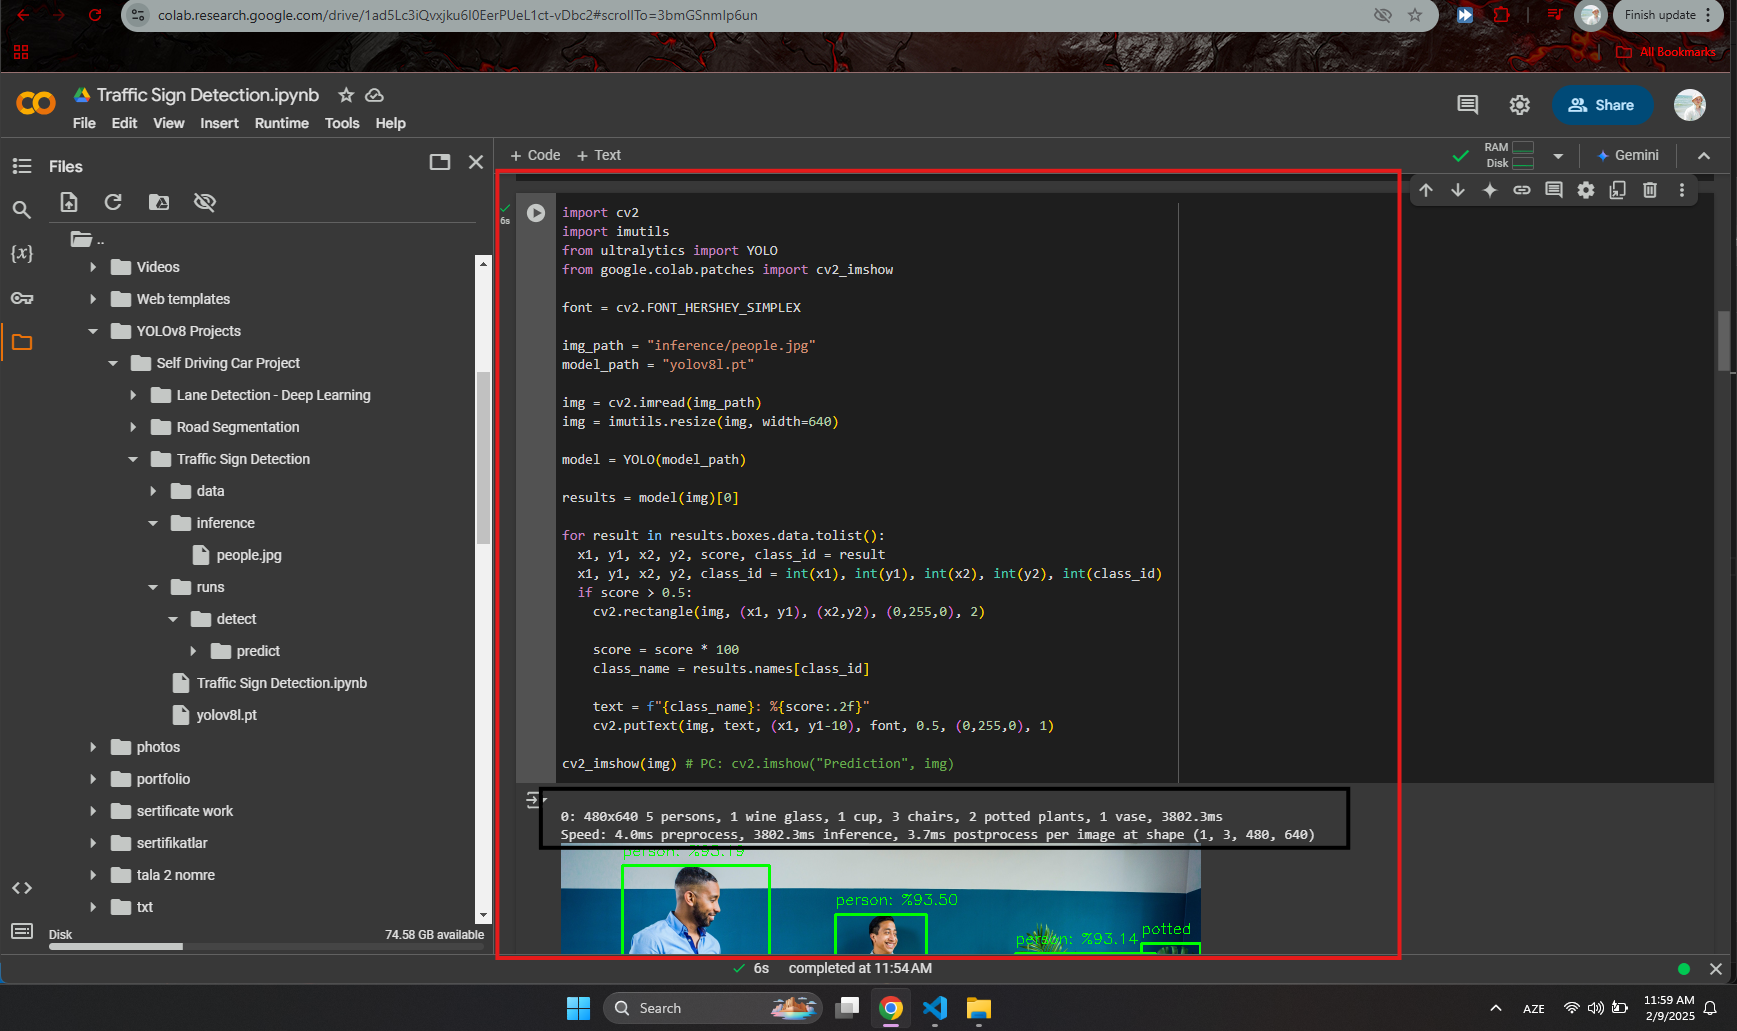 colab.research.google.com/drive/1ad5Lc3iQvxjku6I0EerPUeL1ct-vDbc2#scrollTo=3bmGSnmIp6un
Finish update
All Bookmarks
Traffic Sign Detection.ipynb
File Edit View Insert Runtime Tools Help
Share
Files
+ Code + Text
RAM
Disk
Gemini
{x}
..
Videos
Web templates
YOLOv8 Projects
Self Driving Car Project
Lane Detection - Deep Learning
Road Segmentation
Traffic Sign Detection
data
inference
people.jpg
runs
detect
predict
Traffic Sign Detection.ipynb
yolov8l.pt
photos
portfolio
sertificate work
sertifikatlar
tala 2 nomre
txt
Disk
74.58 GB available
6s
import cv2
import imutils
from ultralytics import YOLO
from google.colab.patches import cv2_imshow
font = cv2.FONT_HERSHEY_SIMPLEX
img_path = "inference/people.jpg"
model_path = "yolov8l.pt"
img = cv2.imread(img_path)
img = imutils.resize(img, width=640)
model = YOLO(model_path)
results = model(img)[0]
for result in results.boxes.data.tolist():
x1, y1, x2, y2, score, class_id = result
x1, y1, x2, y2, class_id = int(x1), int(y1), int(x2), int(y2), int(class_id)
if score > 0.5:
cv2.rectangle(img, (x1, y1), (x2,y2), (0,255,0), 2)
score = score * 100
class_name = results.names[class_id]
text = f"{class_name}: %{score:.2f}"
cv2.putText(img, text, (x1, y1-10), font, 0.5, (0,255,0), 1)
cv2_imshow(img) # PC: cv2.imshow("Prediction", img)
0: 480x640 5 persons, 1 wine glass, 1 cup, 3 chairs, 2 potted plants, 1 vase, 3802.3ms
Speed: 4.0ms preprocess, 3802.3ms inference, 3.7ms postprocess per image at shape (1, 3, 480, 640)
person: %93.19
person: %93.50
person: %93.14
potted
6s completed at 11:54 AM
Search
AZE
11:59 AM
2/9/2025